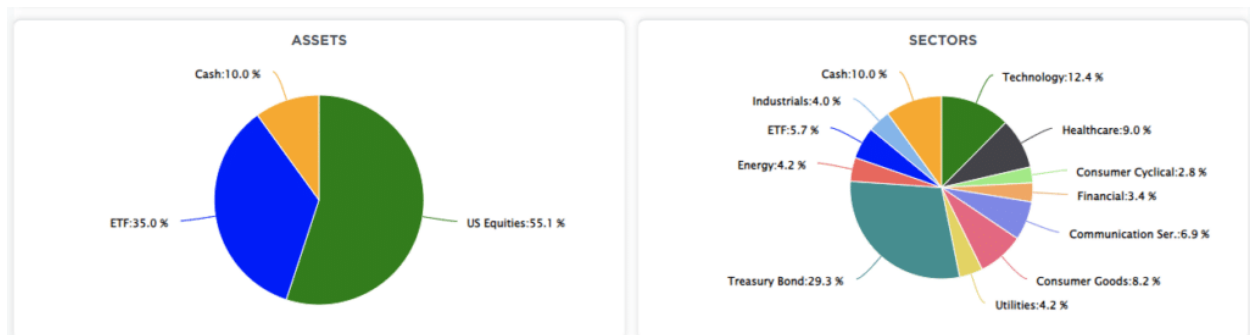 ASSETS
Cash:10.0 %
ETF:35.0 %
US Equities:55.1 %
SECTORS
Cash:10.0 %
Technology:12.4 %
Industrials:4.0 %
ETF:5.7 %
Healthcare:9.0 %
Energy:4.2 %
Consumer Cyclical:2.8 %
Financial:3.4 %
Communication Ser.:6.9 %
Treasury Bond:29.3 %
Consumer Goods:8.2 %
Utilities:4.2 %